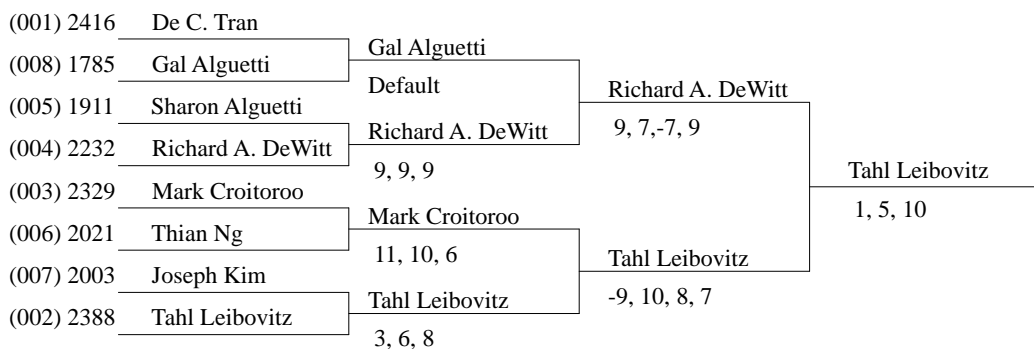 (001) 2416 De C. Tran
Gal Alguetti
(008) 1785 Gal Alguetti
Default
Richard A. DeWitt
(005) 1911 Sharon Alguetti
9, 7,-7, 9
Richard A. DeWitt
(004) 2232 Richard A. DeWitt
9, 9, 9
Tahl Leibovitz
(003) 2329 Mark Croitoroo
1, 5, 10
Mark Croitoroo
(006) 2021 Thian Ng
11, 10, 6
Tahl Leibovitz
(007) 2003 Joseph Kim
-9, 10, 8, 7
Tahl Leibovitz
(002) 2388 Tahl Leibovitz
3, 6, 8